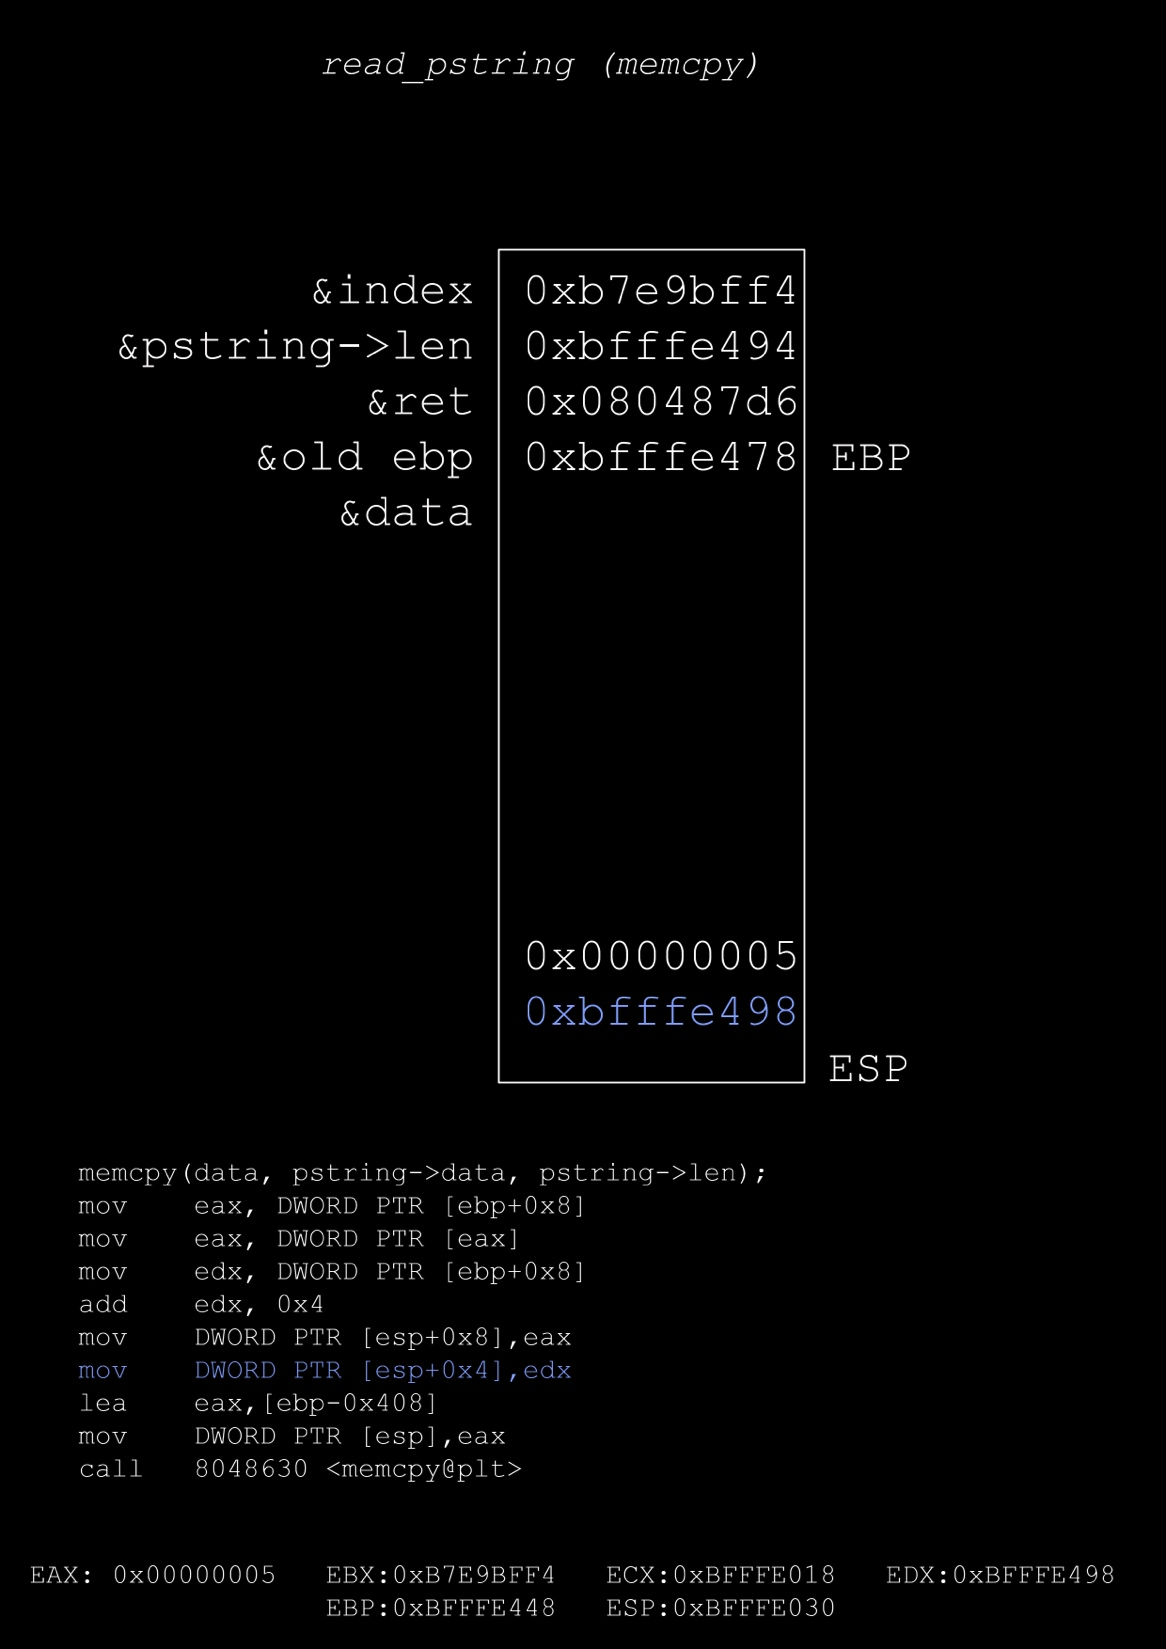 read_pstring (memcpy)
&index 0xb7e9bff4
&pstring->len 0xbfffe494
&ret 0x080487d6
&old ebp 0xbfffe478 EBP
&data
0x00000005
0xbfffe498
ESP
memcpy(data, pstring->data, pstring->len);
mov eax, DWORD PTR [ebp+0x8]
mov eax, DWORD PTR [eax]
mov edx, DWORD PTR [ebp+0x8]
add edx, 0x4
mov DWORD PTR [esp+0x8],eax
mov DWORD PTR [esp+0x4],edx
lea eax,[ebp-0x408]
mov DWORD PTR [esp],eax
call 8048630 <memcpy@plt>
EAX: 0x00000005 EBX:0xB7E9BFF4 ECX:0xBFFFE018 EDX:0xBFFFE498
EBP:0xBFFFE448 ESP:0xBFFFE030